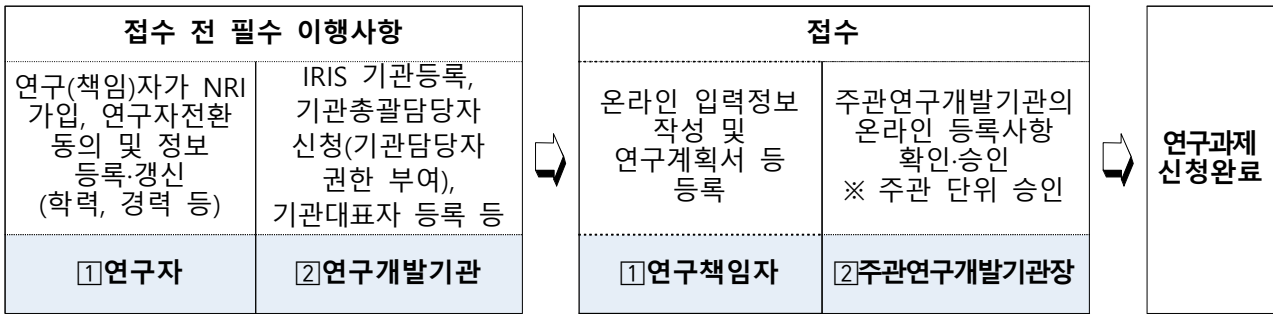 접수 전 필수 이행사항
연구(책임)자가 NRI
가입, 연구자전환
동의 및 정보
등록·갱신
(학력, 경력 등)
IRIS 기관등록,
기관총괄담당자
신청(기관담당자
권한 부여),
기관대표자 등록 등
1연구자
2연구개발기관
접수
온라인 입력정보
작성 및
연구계획서 등
등록
주관연구개발기관의
온라인 등록사항
확인·승인
※ 주관 단위 승인
1연구책임자
2주관연구개발기관장
연구과제
신청완료